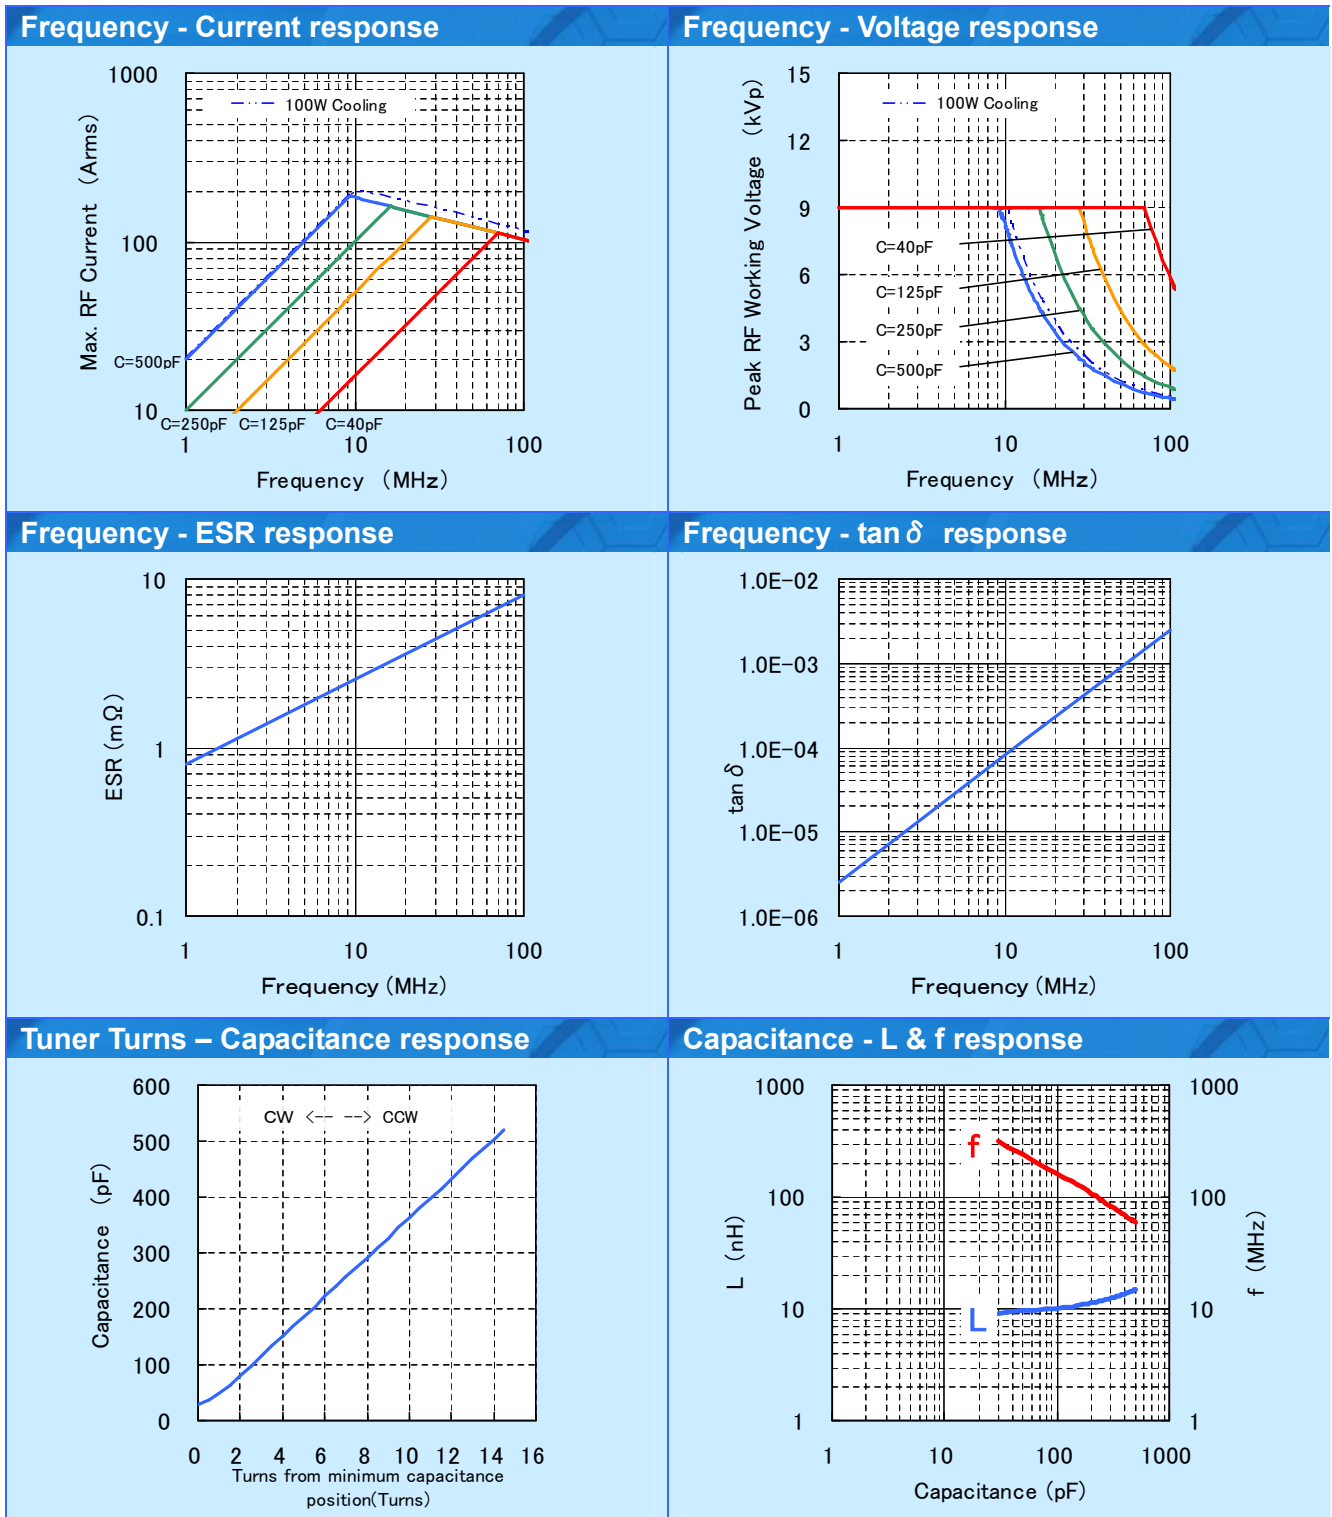 Frequency - Current response
1000
100
10
1 10 100
Max. RF Current (Arms)
100W Cooling
C=500pF
C=250pF C=125pF C=40pF
Frequency (MHz)
Frequency - Voltage response
15
12
9
6
3
0
1 10 100
Peak RF Working Voltage (kVp)
100W Cooling
C=40pF
C=125pF
C=250pF
C=500pF
Frequency (MHz)
Frequency - ESR response
10
1
0.1
1 10 100
ESR (mΩ)
Frequency (MHz)
Frequency - tan δ response
1.0E-02
1.0E-03
1.0E-04
1.0E-05
1.0E-06
1 10 100
tan δ
Frequency (MHz)
Tuner Turns – Capacitance response
600
500
400
300
200
100
0
0 2 4 6 8 10 12 14 16
Capacitance (pF)
CW <-- --> CCW
Turns from minimum capacitance
position(Turns)
Capacitance - L & f response
1000
100
10
1
1000
100
10
1
1 10 100 1000
L (nH)
f (MHz)
f
L
Capacitance (pF)